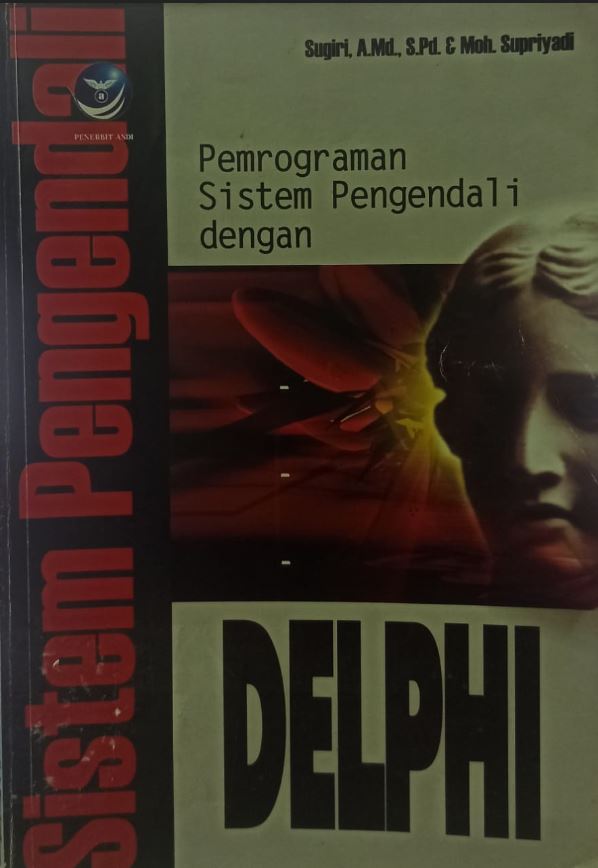 Sugiri, A.Md., S.Pd. & Moh. Supriyadi
PENERBIT ANDI
Pemrograman
Sistem Pengendali
dengan
DELPHI
Sistem Pengendali